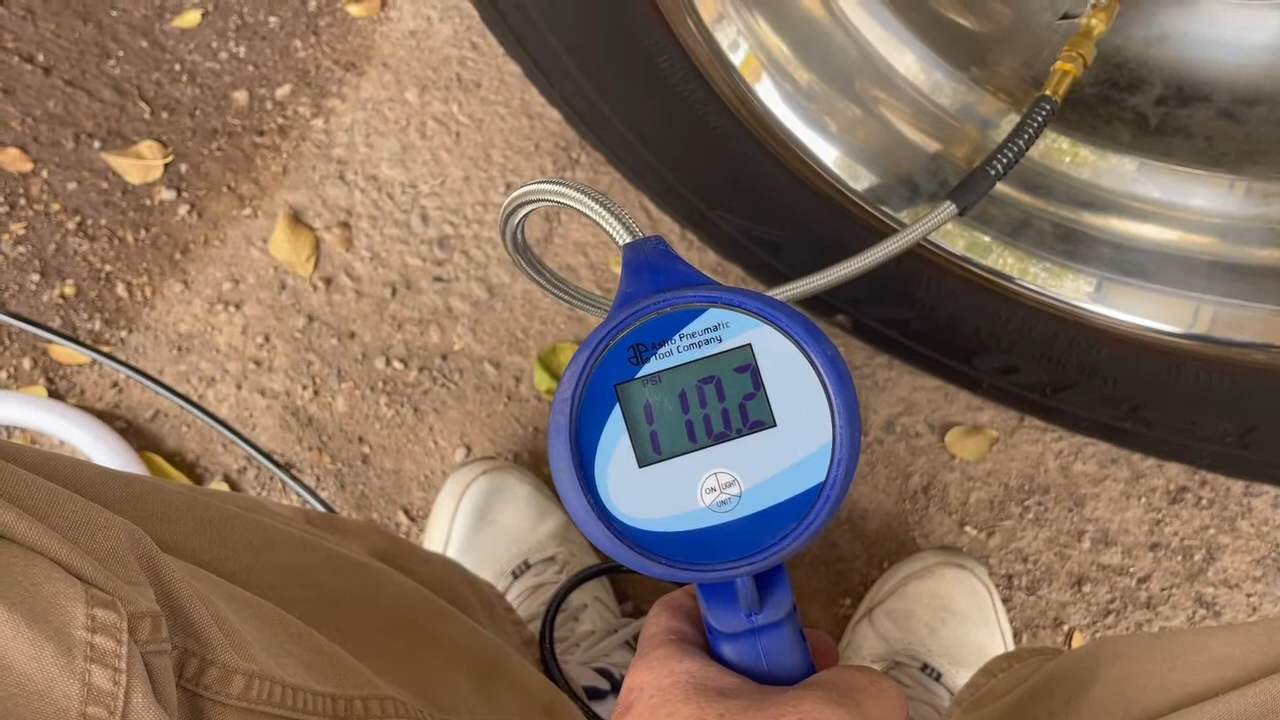 Astro Pneumatic
Tool Company
PSI
110.2
ON
LIGHT
UNIT